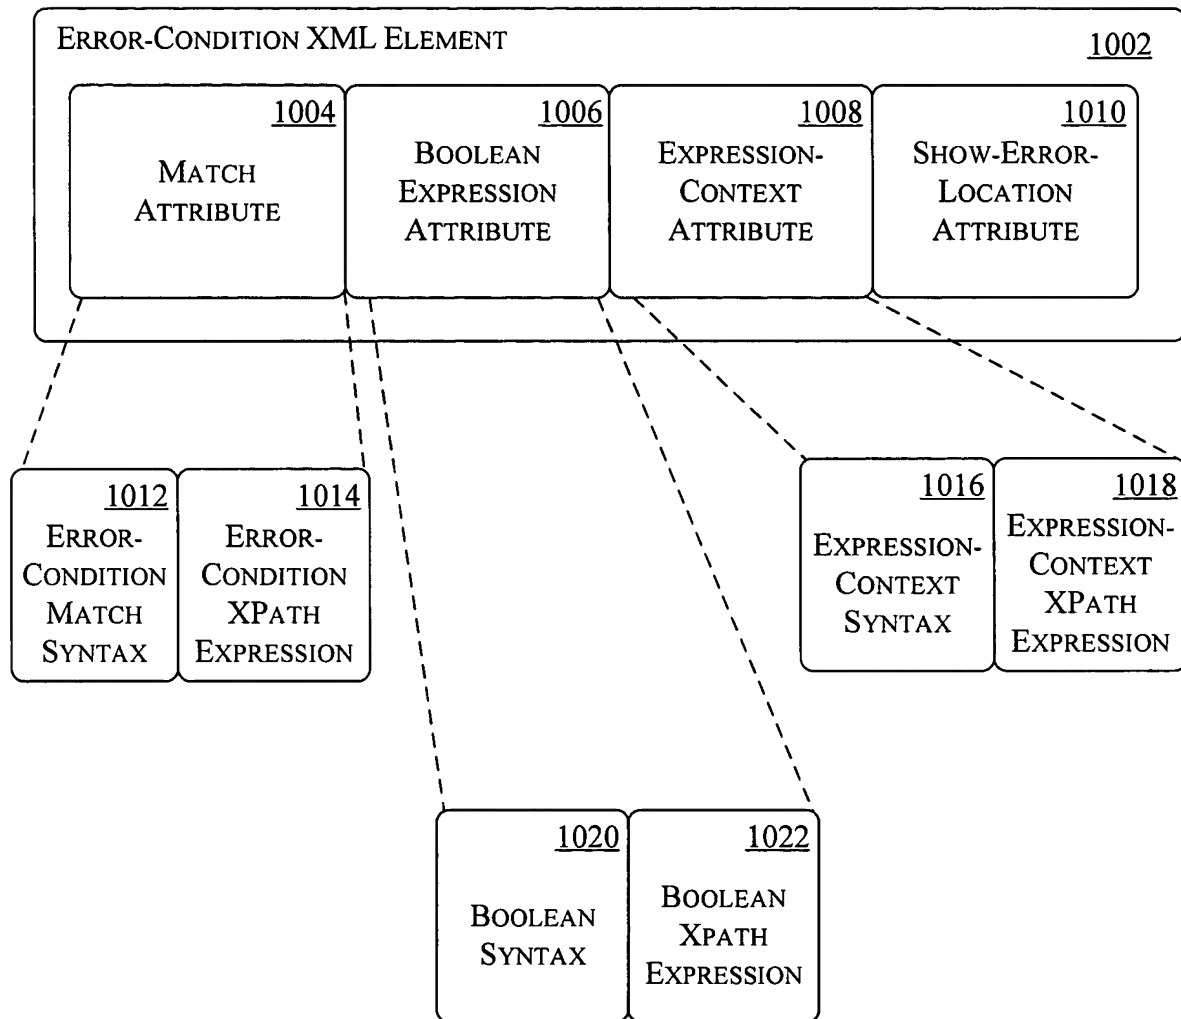 ERROR-CONDITION XML ELEMENT
1002
1004
MATCH
ATTRIBUTE
1006
BOOLEAN
EXPRESSION
ATTRIBUTE
1008
EXPRESSION-
CONTEXT
ATTRIBUTE
1010
SHOW-ERROR-
LOCATION
ATTRIBUTE
1012
ERROR-
CONDITION
MATCH
SYNTAX
1014
ERROR-
CONDITION
XPATH
EXPRESSION
1016
EXPRESSION-
CONTEXT
SYNTAX
1018
EXPRESSION-
CONTEXT
XPATH
EXPRESSION
1020
BOOLEAN
SYNTAX
1022
BOOLEAN
XPATH
EXPRESSION